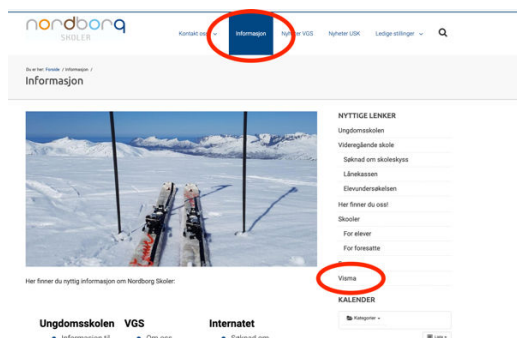 nordborg
SKOLER
Kontakt oss
Informasjon
Nyheter VGS
Nyheter USK
Ledige stillinger
Du er her: Forside / Informasjon /
Informasjon
NYTTIGE LENKER
Ungdomsskolen
Videregående skole
Søknad om skoleskyss
Lånekassen
Elevundersøkelsen
Her finner du oss!
Skooler
For elever
For foresatte
Visma
KALENDER
Kategorier
Her finner du nyttig informasjon om Nordborg Skoler:
Ungdomsskolen VGS Internatet
Informasjon til
Om oss
Søknad om